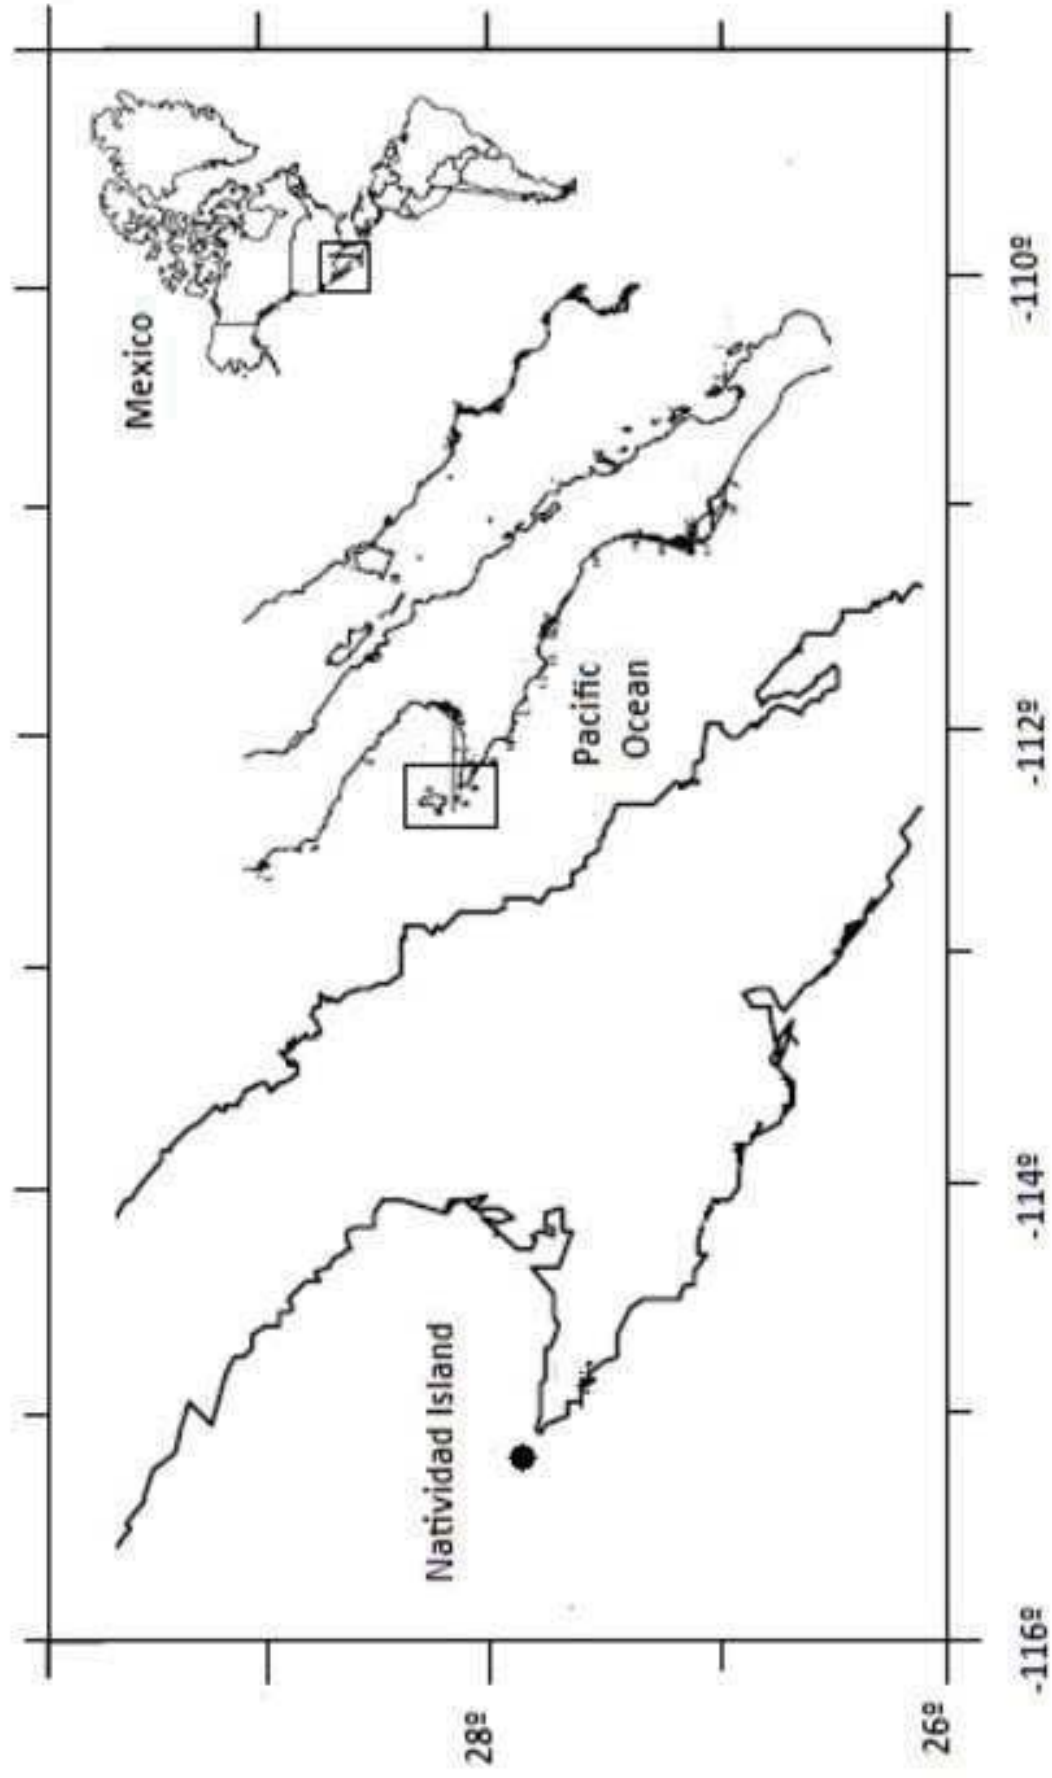 Mexico
Natividad Island
Pacific
Ocean
28º
26º
-116º
-114º
-112º
-110º